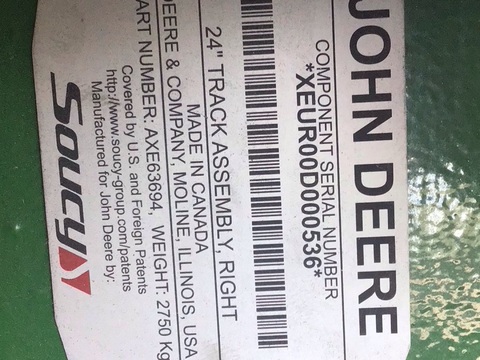 JOHN DEERE
COMPONENT SERIAL NUMBER
*XEUR00D000536*
24" TRACK ASSEMBLY, RIGHT
MADE IN CANADA
DEERE & COMPANY, MOLINE, ILLINOIS, USA
PART NUMBER: AXE63694, WEIGHT: 2750 Kg
Covered by U.S. and Foreign Patents
http://www.soucy-group.com/patents
Manufactured for John Deere by:
Soucy